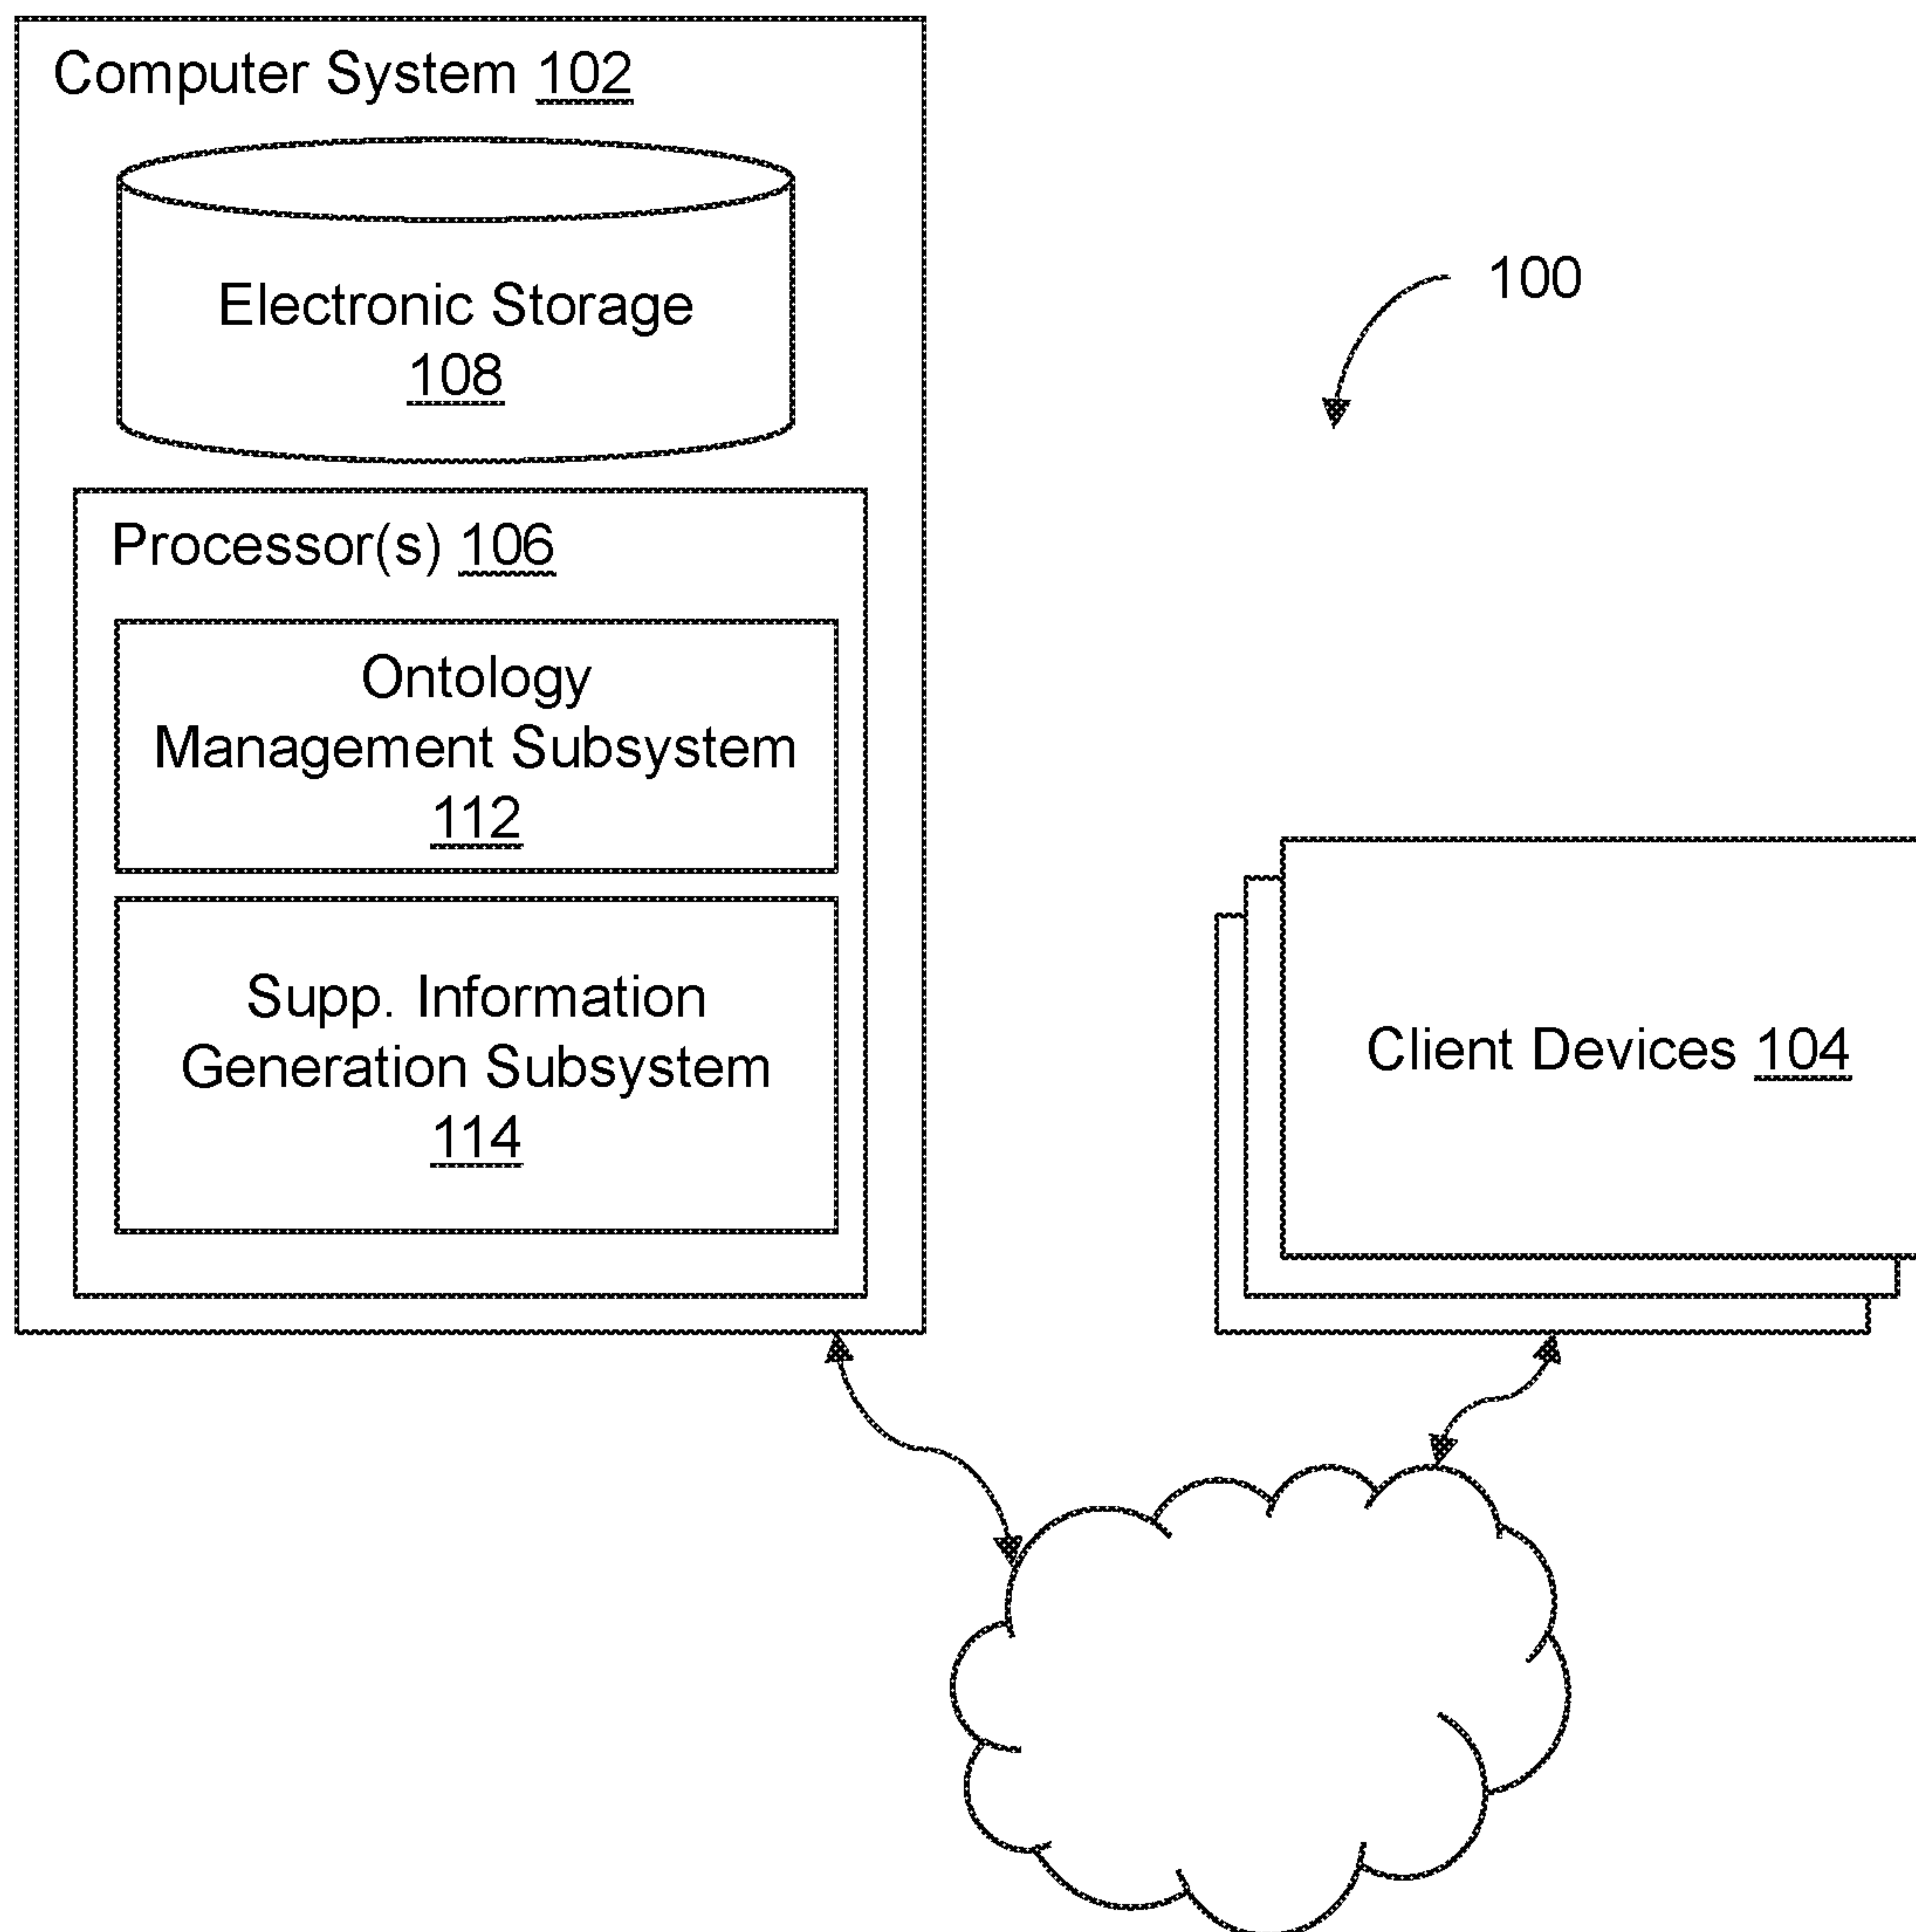 Computer System 102
Electronic Storage
108
100
Processor(s) 106
Ontology
Management Subsystem
112
Supp. Information
Generation Subsystem
114
Client Devices 104